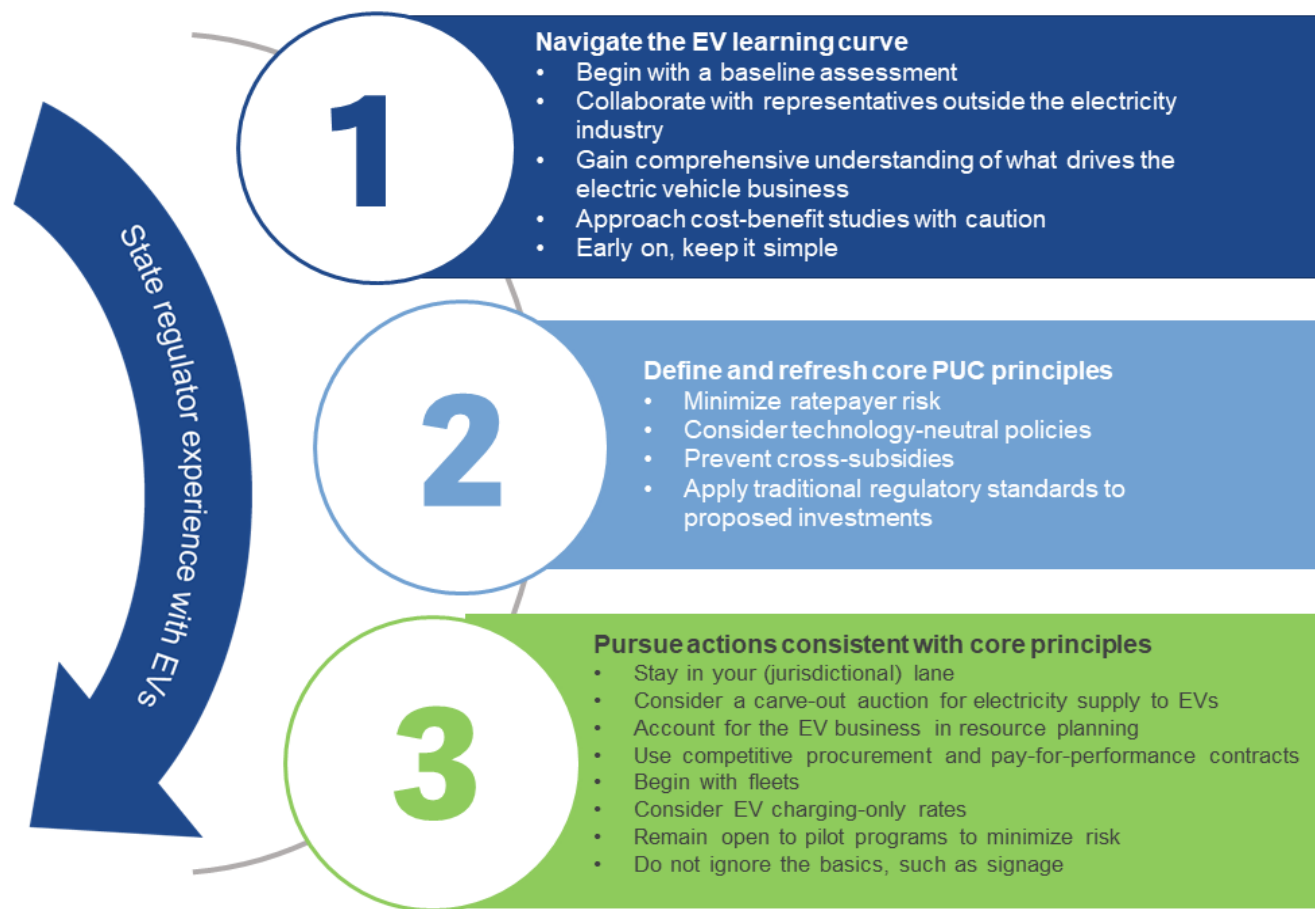 State regulator experience with EVs
1
Navigate the EV learning curve
• Begin with a baseline assessment
• Collaborate with representatives outside the electricity
industry
• Gain comprehensive understanding of what drives the
electric vehicle business
• Approach cost-benefit studies with caution
• Early on, keep it simple
2
Define and refresh core PUC principles
• Minimize ratepayer risk
• Consider technology-neutral policies
• Prevent cross-subsidies
• Apply traditional regulatory standards to
proposed investments
3
Pursue actions consistent with core principles
• Stay in your (jurisdictional) lane
• Consider a carve-out auction for electricity supply to EVs
• Account for the EV business in resource planning
• Use competitive procurement and pay-for-performance contracts
• Begin with fleets
• Consider EV charging-only rates
• Remain open to pilot programs to minimize risk
• Do not ignore the basics, such as signage